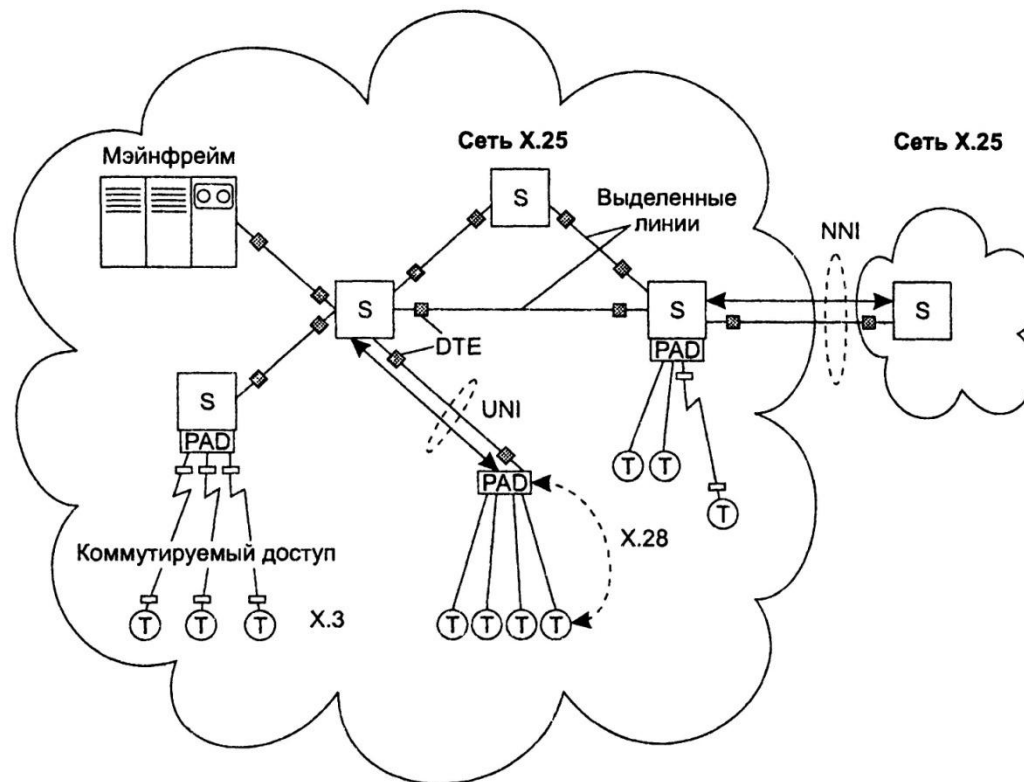 Сеть X.25
Сеть X.25
Мэйнфрейм
S
Выделенные
линии
NNI
S
S
S
DTE
PAD
S
UNI
PAD
PAD
T
T
X.28
T
Коммутируемый доступ
T
T
T
X.3
T
T
T
T